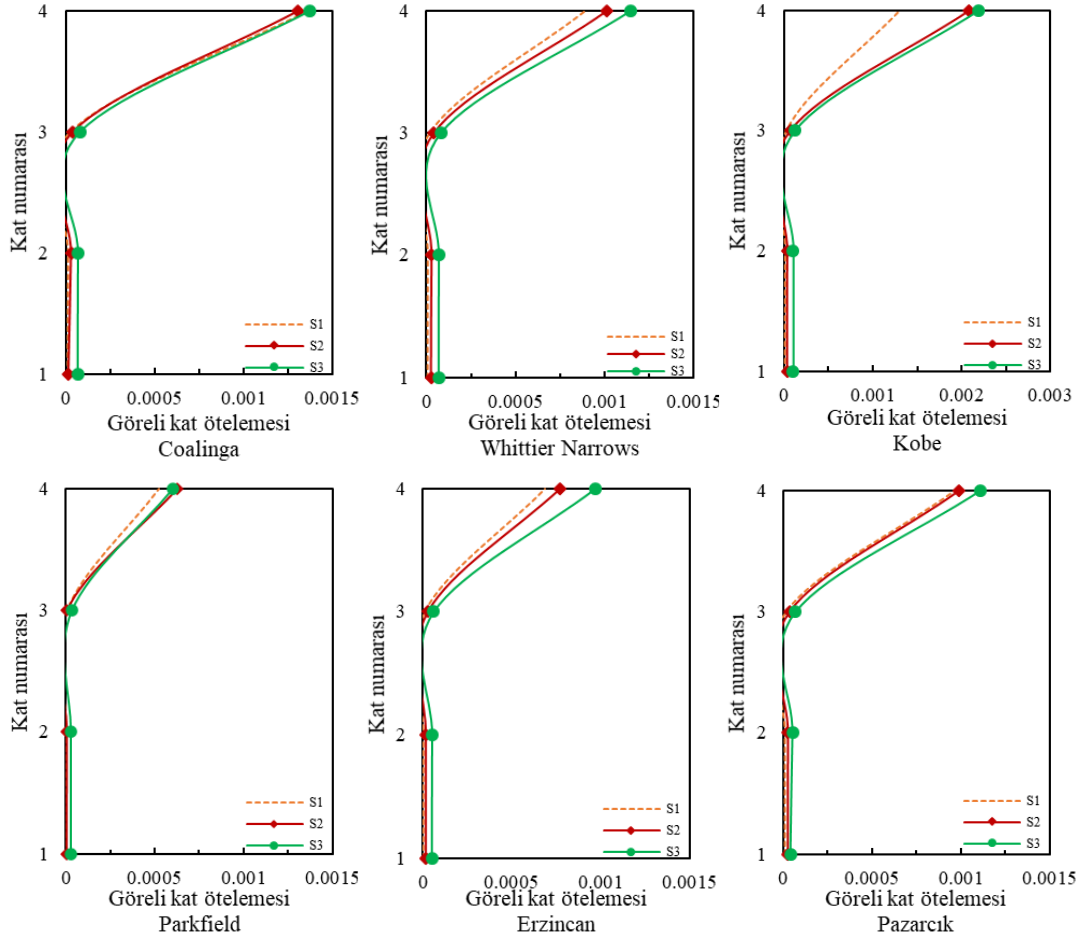 4
3
2
1
Kat numarası
S1
S2
S3
0 0.0005 0.001 0.0015
Göreli kat ötelemesi
Coalinga
4
3
2
1
Kat numarası
S1
S2
S3
0 0.0005 0.001 0.0015
Göreli kat ötelemesi
Whittier Narrows
4
3
2
1
Kat numarası
S1
S2
S3
0 0.001 0.002 0.003
Göreli kat ötelemesi
Kobe
4
3
2
1
Kat numarası
S1
S2
S3
0 0.0005 0.001 0.0015
Göreli kat ötelemesi
Parkfield
4
3
2
1
Kat numarası
S1
S2
S3
0 0.0005 0.001 0.0015
Göreli kat ötelemesi
Erzincan
4
3
2
1
Kat numarası
S1
S2
S3
0 0.0005 0.001 0.0015
Göreli kat ötelemesi
Pazarcık